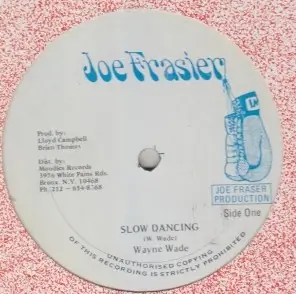 Joe Frasier
Prod. by:
Lloyd Campbell
Brian Thomas
Dist. by:
Moodies Records
3976 White Pains Rds.
Bronx N.Y. 10468
Ph. 212 - 654-8368
JOE FRASER
PRODUCTION
Side One
SLOW DANCING
(W. Wade)
Wayne Wade
UNAUTHORISED COPYING
OF THIS RECORDING IS STRICTLY PROHIBITED